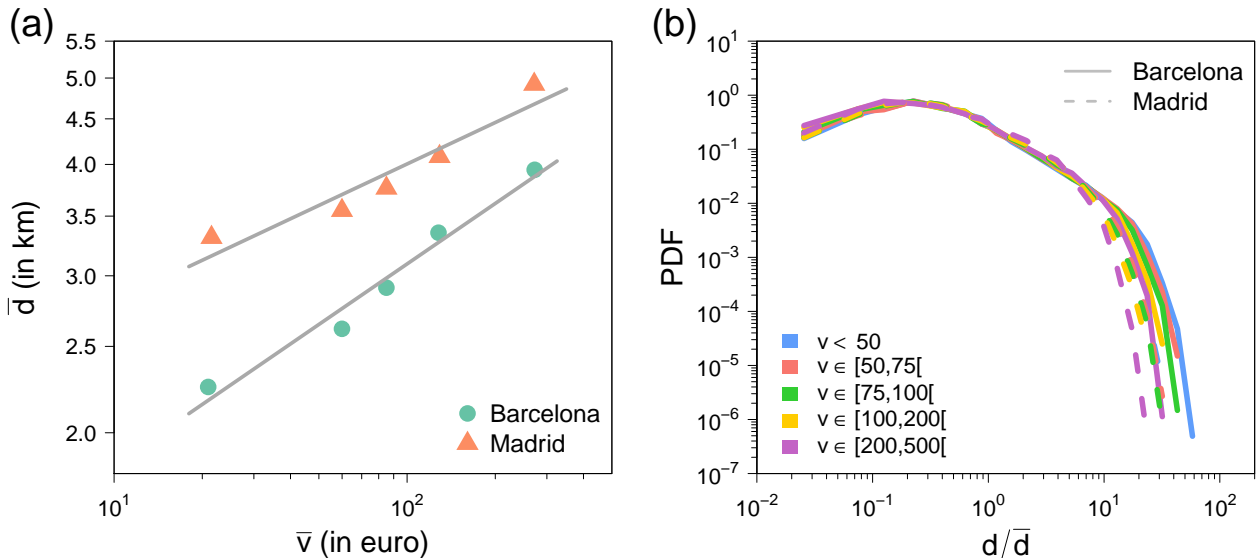 (a)
5.5
5.0
4.5
4.0
3.5
3.0
2.5
2.0
d̅ (in km)
10¹
10²
v̅ (in euro)
Barcelona
Madrid
(b)
10¹
10⁰
10⁻¹
10⁻²
10⁻³
10⁻⁴
10⁻⁵
10⁻⁶
10⁻⁷
PDF
Barcelona
Madrid
v < 50
v ∈ [50,75[
v ∈ [75,100[
v ∈ [100,200[
v ∈ [200,500[
10⁻²
10⁻¹
10⁰
10¹
10²
d/d̅